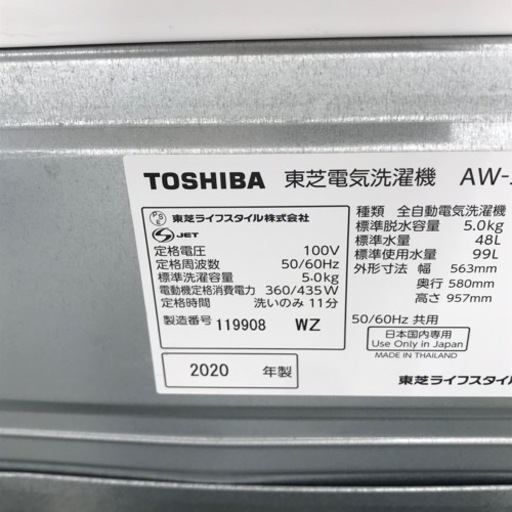 TOSHIBA 東芝電気洗濯機 AW-
PS E 東芝ライフスタイル株式会社
S JET
定格電圧 100V
定格周波数 50/60Hz
標準洗濯容量 5.0kg
電動機定格消費電力 360/435W
定格時間 洗いのみ 11分
製造番号 119908 WZ
2020 年製
種類 全自動電気洗濯機
標準脱水容量 5.0kg
標準水量 48L
標準使用水量 99L
外形寸法 幅 563mm
奥行 580mm
高さ 957mm
50/60Hz 共用
日本国内専用
Use Only in Japan
MADE IN THAILAND
東芝ライフスタイル